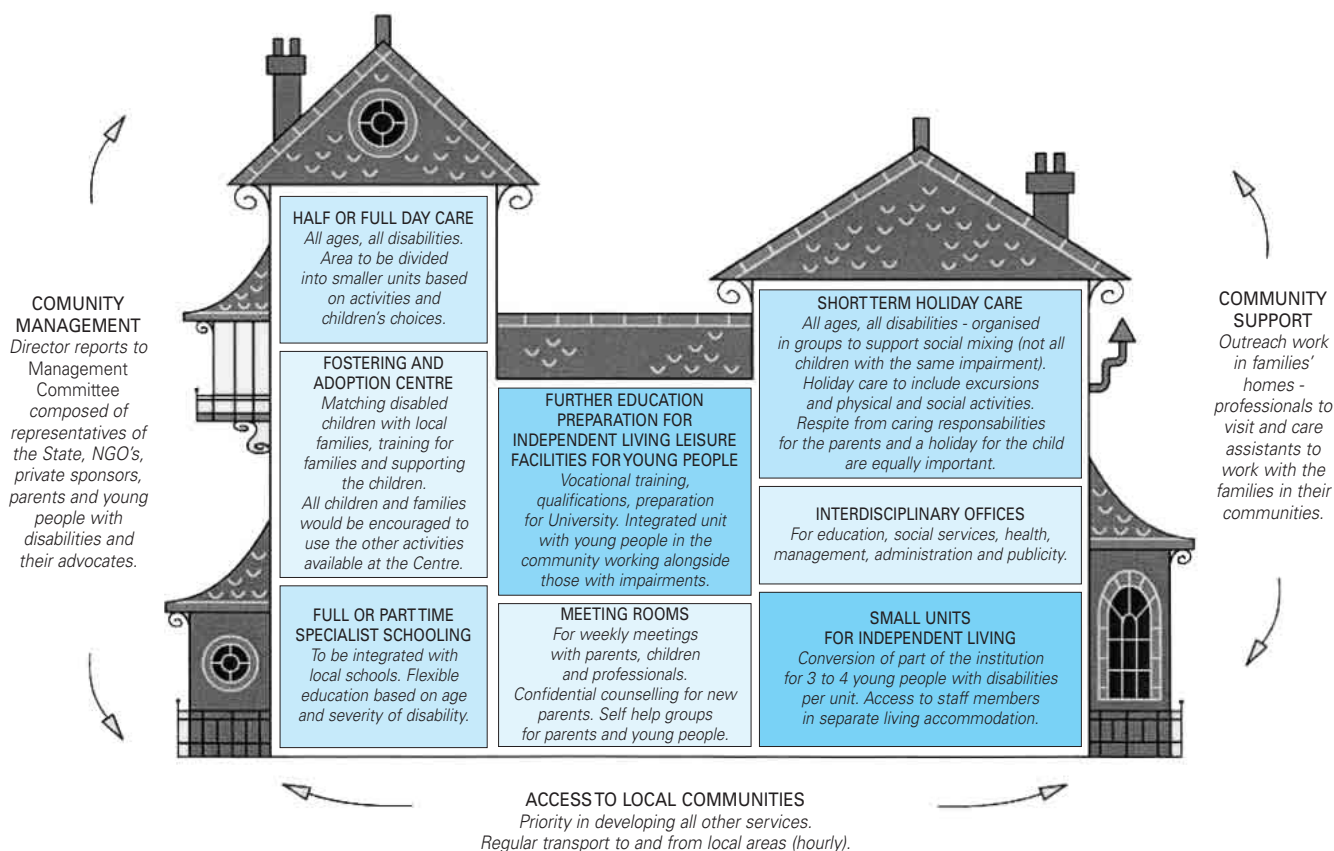 COMUNITY
MANAGEMENT
Director reports to
Management
Committee
composed of
representatives of
the State, NGO's,
private sponsors,
parents and young
people with
disabilities and
their advocates.
HALF OR FULL DAY CARE
All ages, all disabilities.
Area to be divided
into smaller units based
on activities and
children's choices.
FOSTERING AND
ADOPTION CENTRE
Matching disabled
children with local
families, training for
families and supporting
the children.
All children and families
would be encouraged to
use the other activities
available at the Centre.
FULL OR PART TIME
SPECIALIST SCHOOLING
To be integrated with
local schools. Flexible
education based on age
and severity of disability.
FURTHER EDUCATION
PREPARATION FOR
INDEPENDENT LIVING LEISURE
FACILITIES FOR YOUNG PEOPLE
Vocational training,
qualifications, preparation
for University. Integrated unit
with young people in the
community working alongside
those with impairments.
MEETING ROOMS
For weekly meetings
with parents, children
and professionals.
Confidential counselling for new
parents. Self help groups
for parents and young people.
SHORT TERM HOLIDAY CARE
All ages, all disabilities - organised
in groups to support social mixing (not all
children with the same impairment).
Holiday care to include excursions
and physical and social activities.
Respite from caring responsabilities
for the parents and a holiday for the child
are equally important.
INTERDISCIPLINARY OFFICES
For education, social services, health,
management, administration and publicity.
SMALL UNITS
FOR INDEPENDENT LIVING
Conversion of part of the institution
for 3 to 4 young people with disabilities
per unit. Access to staff members
in separate living accommodation.
COMMUNITY
SUPPORT
Outreach work
in families'
homes -
professionals to
visit and care
assistants to
work with the
families in their
communities.
ACCESS TO LOCAL COMMUNITIES
Priority in developing all other services.
Regular transport to and from local areas (hourly).